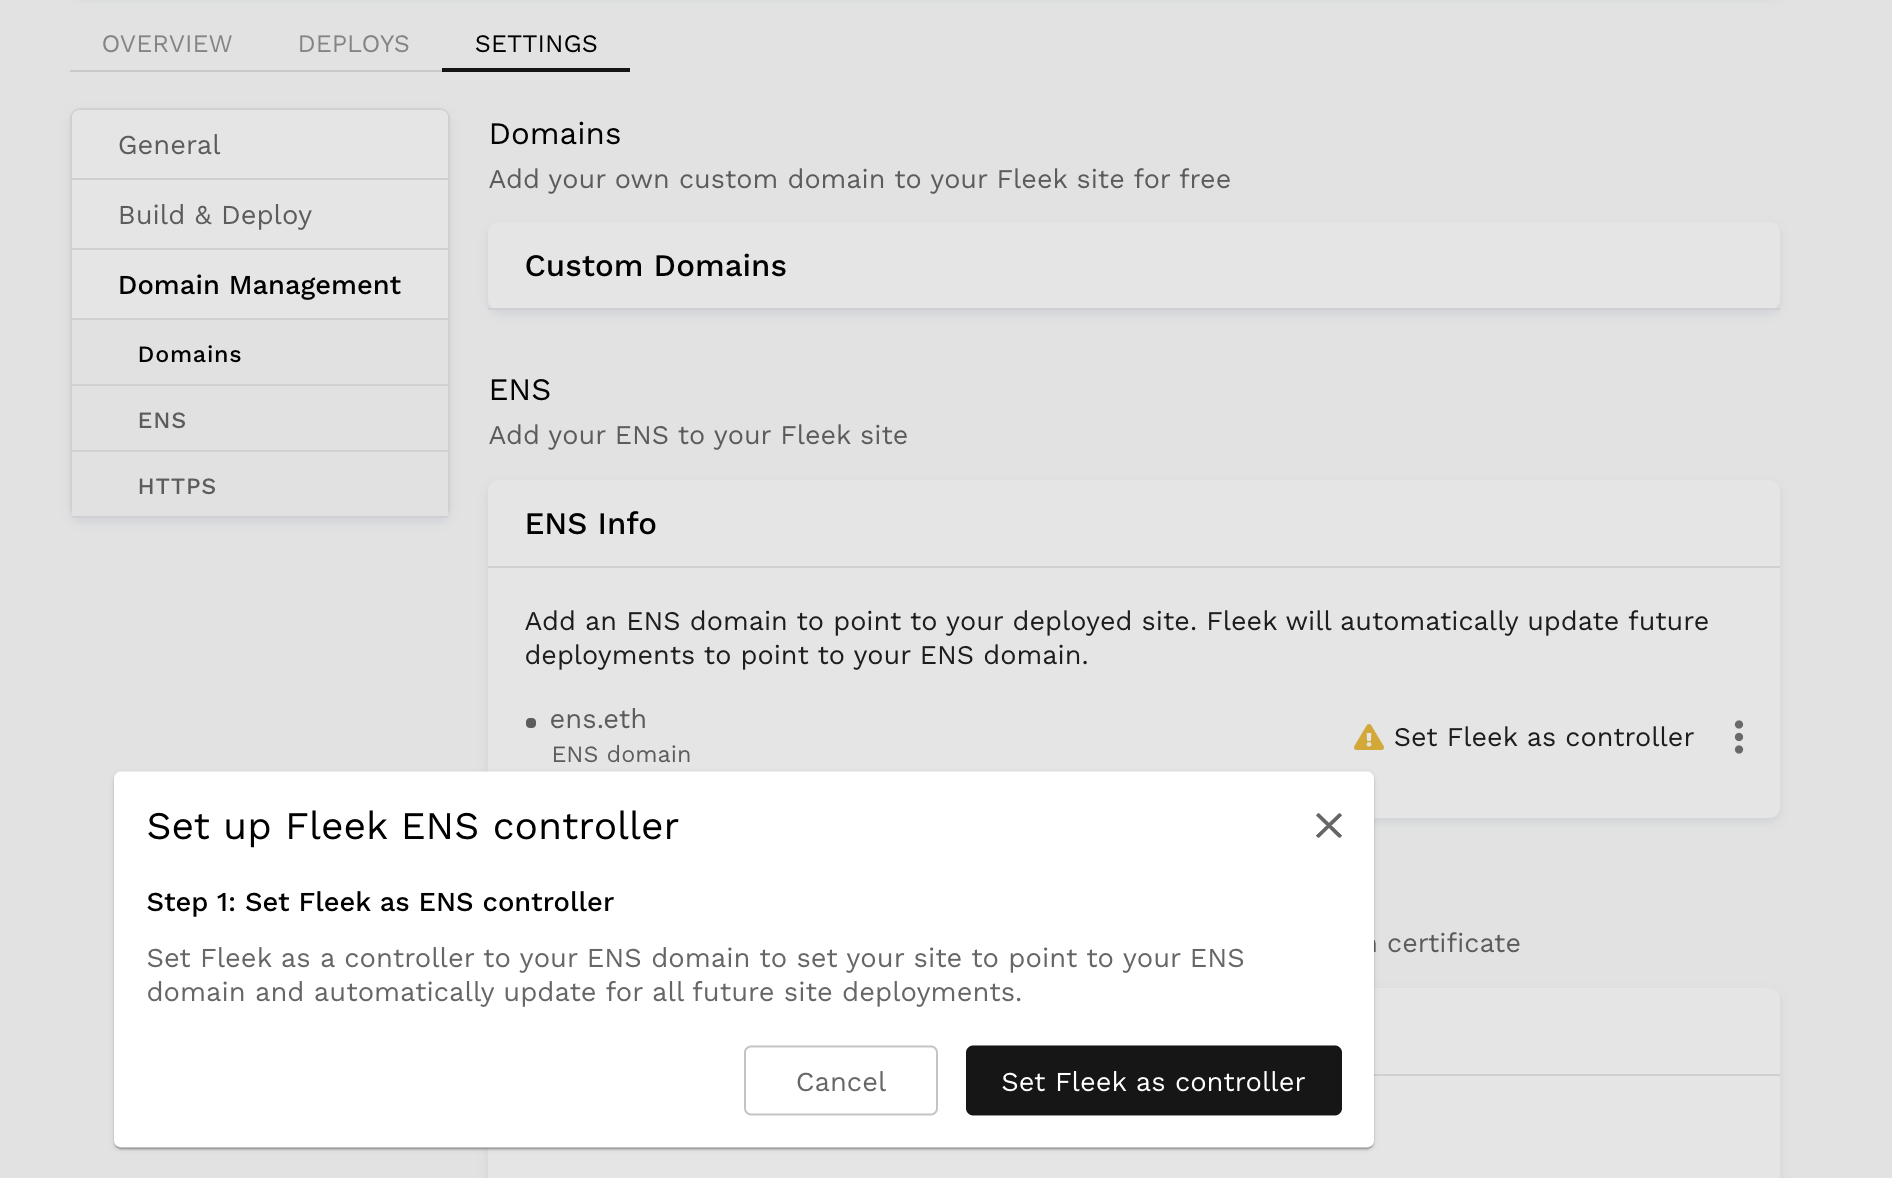 OVERVIEW
DEPLOYS
SETTINGS
General
Build & Deploy
Domain Management
Domains
ENS
HTTPS
Domains
Add your own custom domain to your Fleek site for free
Custom Domains
ENS
Add your ENS to your Fleek site
ENS Info
Add an ENS domain to point to your deployed site. Fleek will automatically update future
deployments to point to your ENS domain.
ens.eth
ENS domain
Set Fleek as controller
certificate
Set up Fleek ENS controller
Step 1: Set Fleek as ENS controller
Set Fleek as a controller to your ENS domain to set your site to point to your ENS
domain and automatically update for all future site deployments.
Cancel
Set Fleek as controller